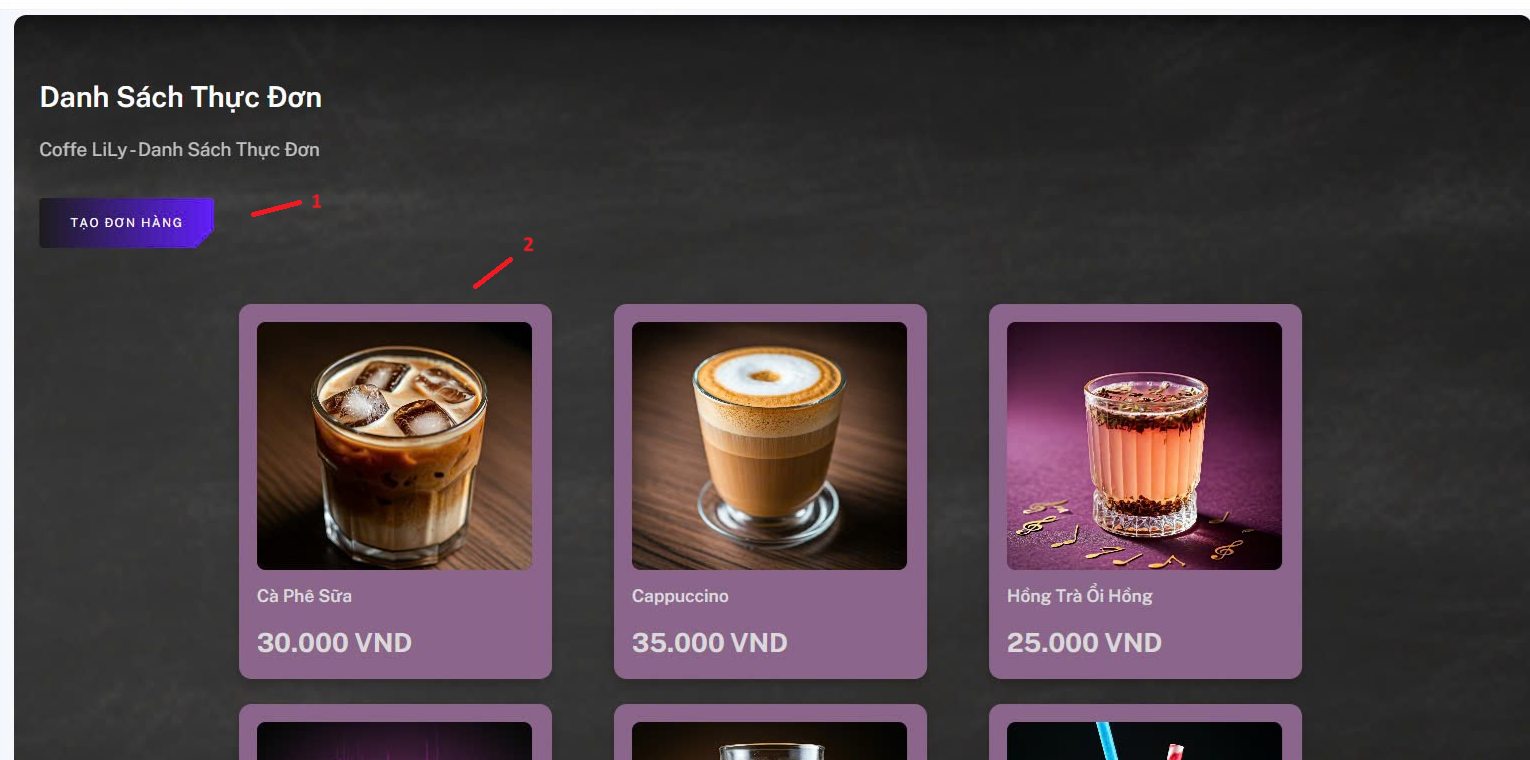 Danh Sách Thực Đơn
Coffe LiLy - Danh Sách Thực Đơn
TẠO ĐƠN HÀNG
1
2
Cà Phê Sữa
30.000 VND
Cappuccino
35.000 VND
Hồng Trà Ổi Hồng
25.000 VND